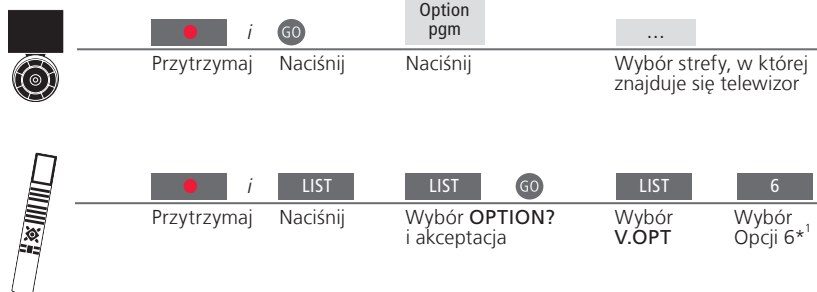 i GO Option pgm ...
Przytrzymaj Naciśnij Naciśnij Wybór strefy, w której znajduje się telewizor
i LIST LIST GO LIST 6
Przytrzymaj Naciśnij Wybór OPTION? i akceptacja Wybór V.OPT Wybór Opcji 6*1